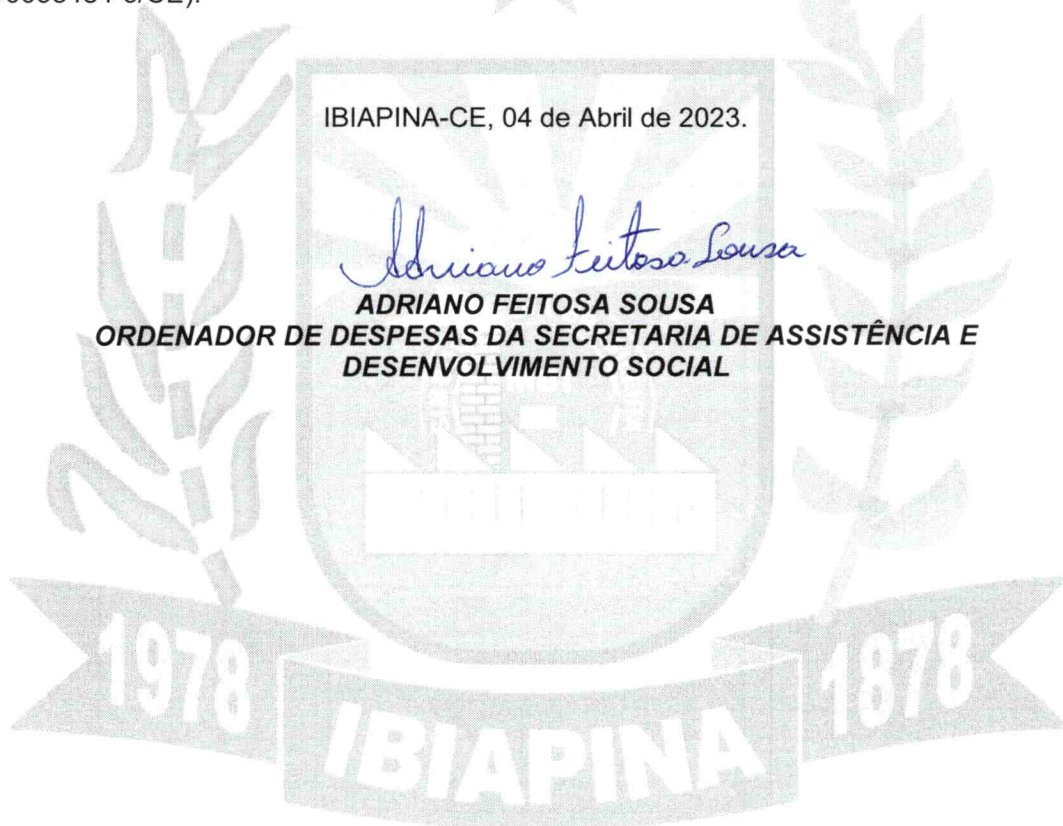 IBIAPINA-CE, 04 de Abril de 2023.
Adriano Feitosa Sousa
ADRIANO FEITOSA SOUSA
ORDENADOR DE DESPESAS DA SECRETARIA DE ASSISTÊNCIA E
DESENVOLVIMENTO SOCIAL
1978
1878
IBIAPINA